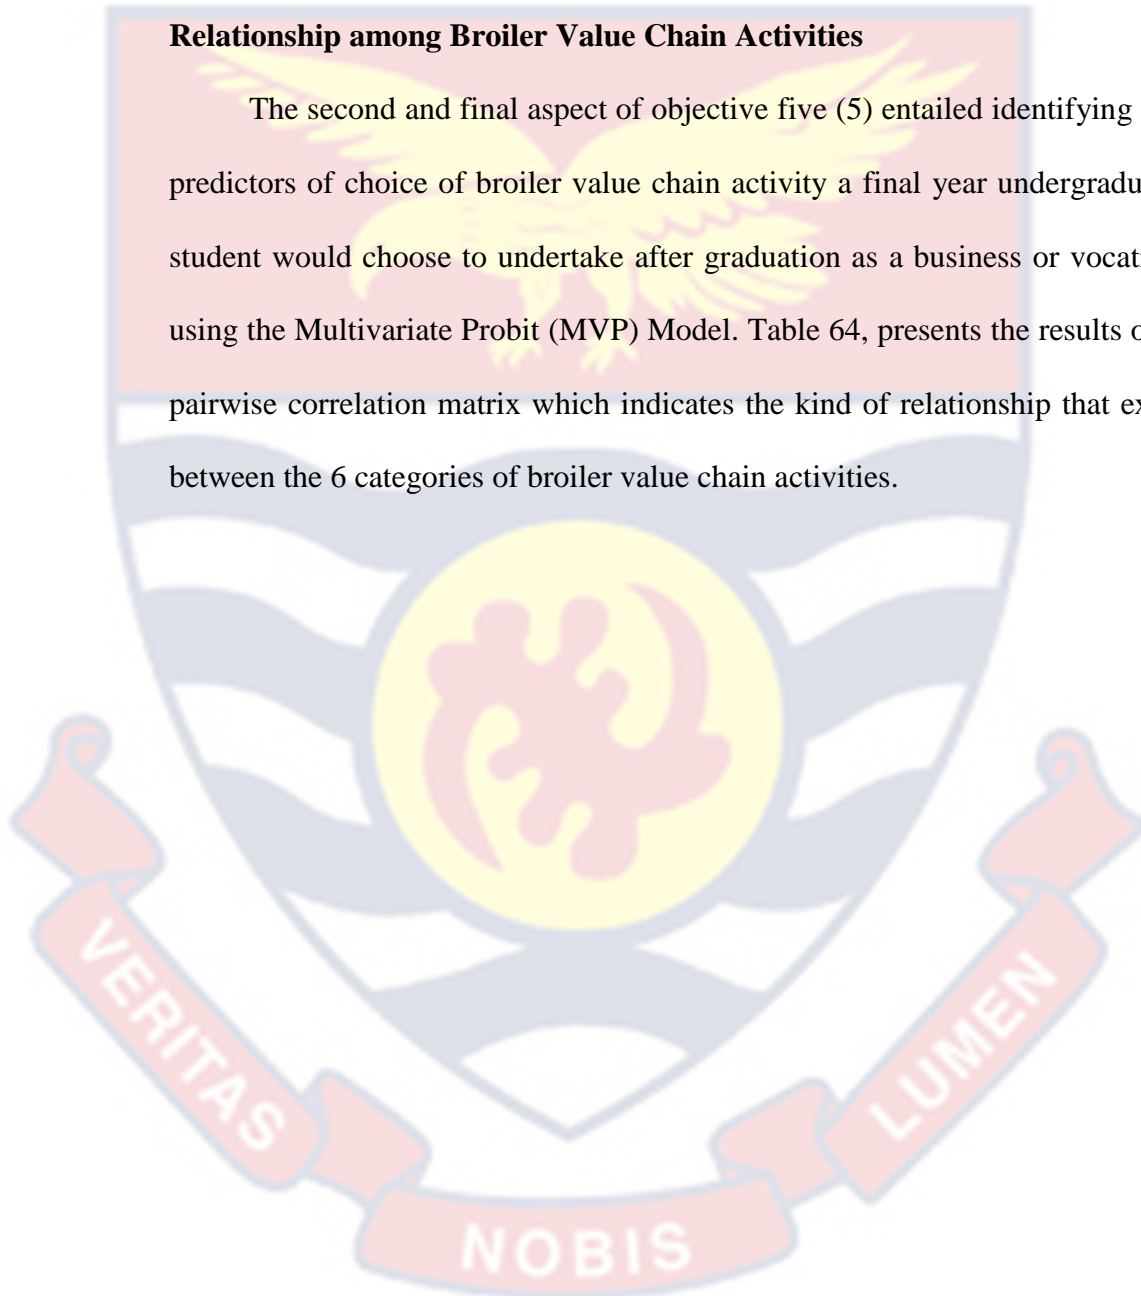 Relationship among Broiler Value Chain Activities
The second and final aspect of objective five (5) entailed identifying
predictors of choice of broiler value chain activity a final year
student would choose to undertake after graduation as a business or
using the Multivariate Probit (MVP) Model. Table 64, presents the results
pairwise correlation matrix which indicates the kind of relationship that
between the 6 categories of broiler value chain activities.
VERITAS
NOBIS
LUMEN